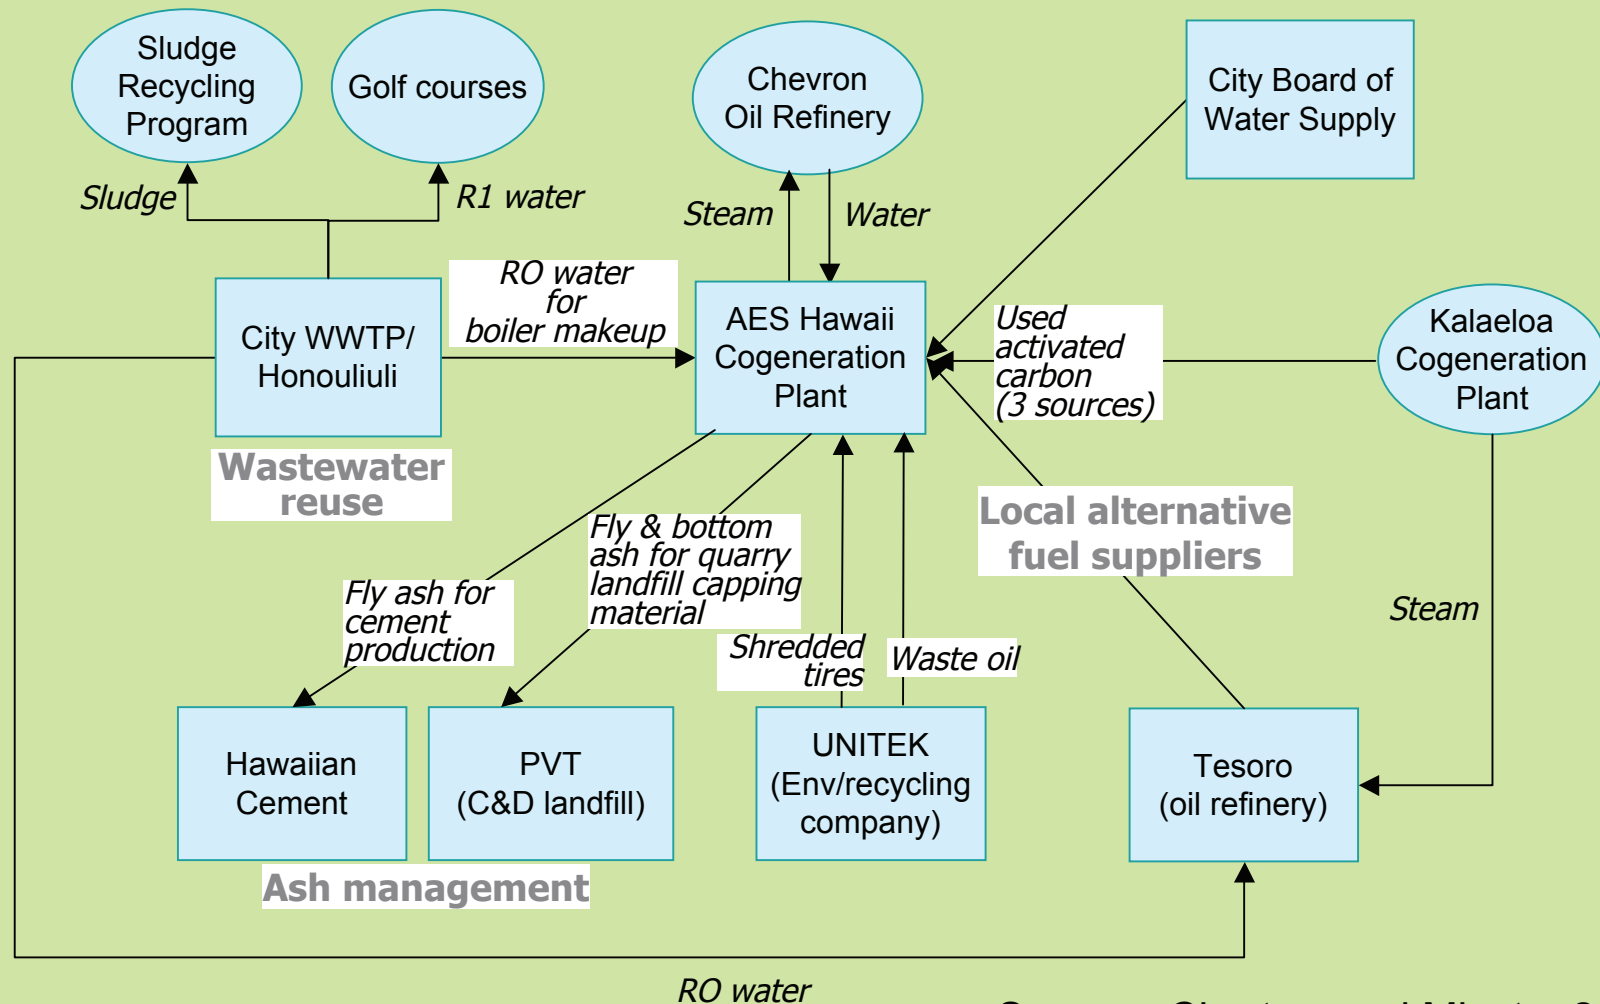 Sludge
Recycling
Program
Golf courses
Chevron
Oil Refinery
City Board of
Water Supply
Sludge
R1 water
Steam
Water
RO water
for
boiler makeup
City WWTP/
Honouliuli
AES Hawaii
Cogeneration
Plant
Used
activated
carbon
(3 sources)
Kalaeloa
Cogeneration
Plant
Wastewater
reuse
Local alternative
fuel suppliers
Fly & bottom
ash for quarry
landfill capping
material
Fly ash for
cement
production
Shredded
tires
Waste oil
Steam
Hawaiian
Cement
PVT
(C&D landfill)
UNITEK
(Env/recycling
company)
Tesoro
(oil refinery)
Ash management
RO water